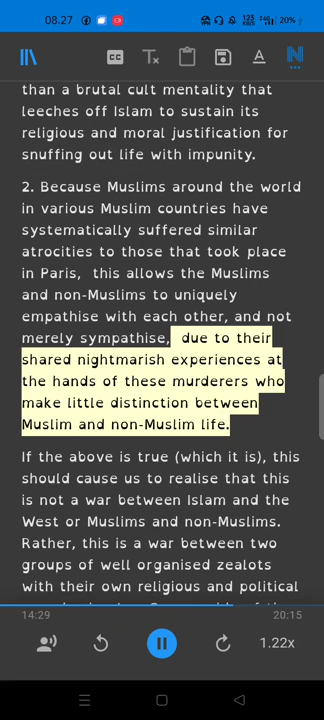 08.27
123
KB/S
20%
CC
than a brutal cult mentality that
leeches off Islam to sustain its
religious and moral justification for
snuffing out life with impunity.
2. Because Muslims around the world
in various Muslim countries have
systematically suffered similar
atrocities to those that took place
in Paris,  this allows the Muslims
and non-Muslims to uniquely
empathise with each other, and not
merely sympathise,  due to their
shared nightmarish experiences at
the hands of these murderers who
make little distinction between
Muslim and non-Muslim life.
If the above is true (which it is), this
should cause us to realise that this
is not a war between Islam and the
West or Muslims and non-Muslims.
Rather, this is a war between two
groups of well organised zealots
with their own religious and political
14:29
20:15
1.22x